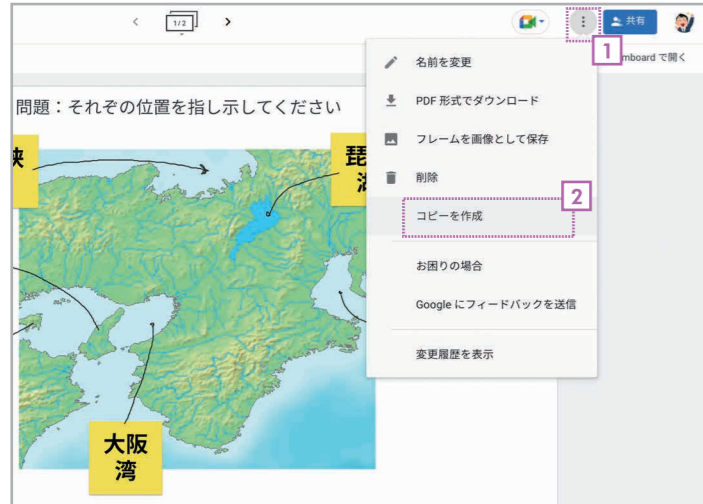 1/2
共有
1
mboard で開く
名前を変更
PDF 形式でダウンロード
フレームを画像として保存
削除
2
コピーを作成
お困りの場合
Google にフィードバックを送信
変更履歴を表示
問題：それぞの位置を指し示してください
峡
琵
湖
大阪
湾